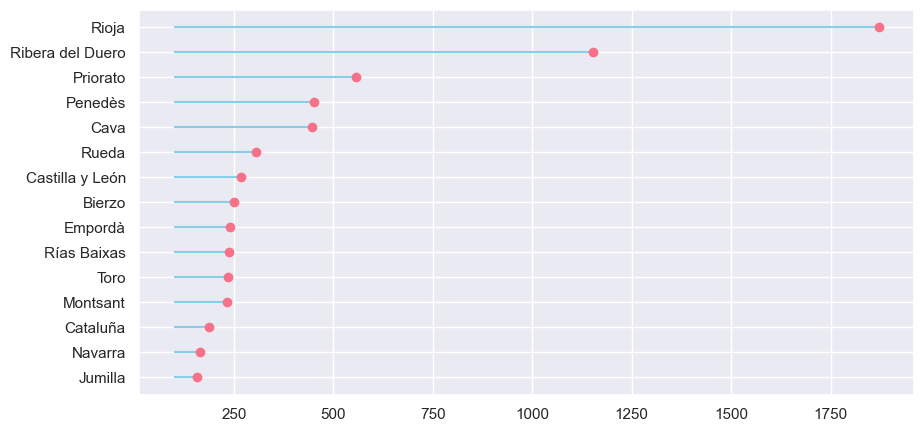 Rioja
Ribera del Duero
Priorato
Penedès
Cava
Rueda
Castilla y León
Bierzo
Empordà
Rías Baixas
Toro
Montsant
Cataluña
Navarra
Jumilla
250 500 750 1000 1250 1500 1750